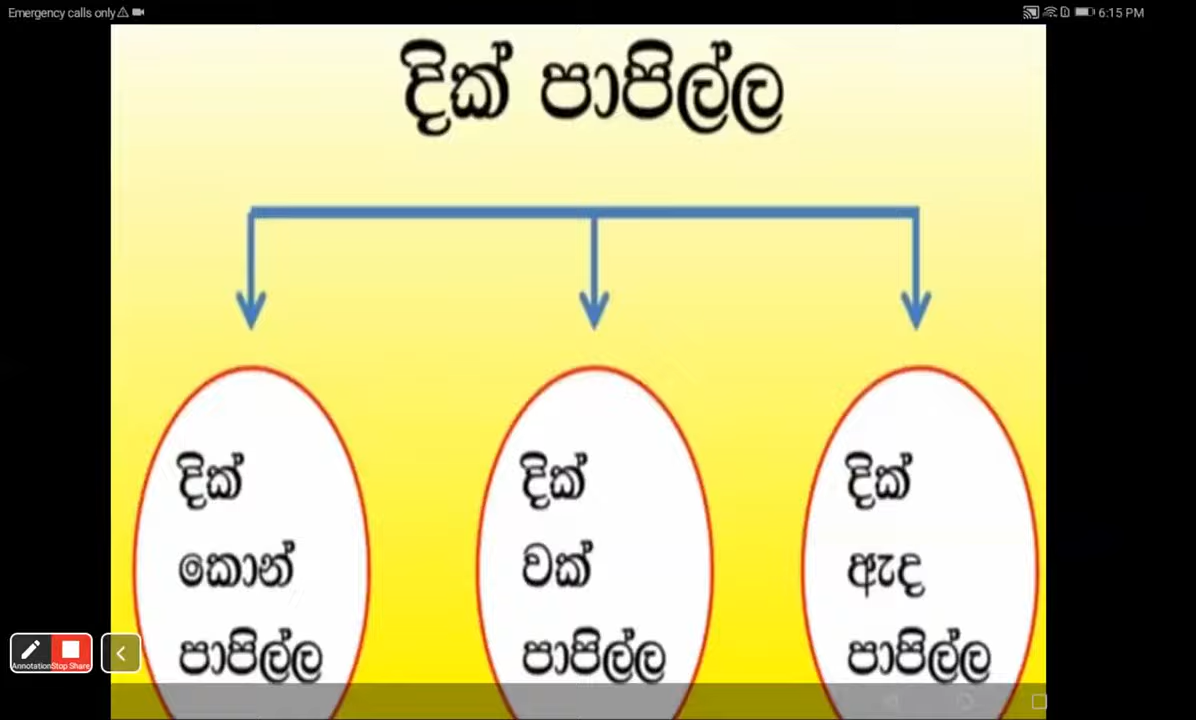 Emergency calls only
6:15 PM
දික් පාපිල්ල
දික්
කොන්
පාපිල්ල
දික්
වක්
පාපිල්ල
දික්
ඇද
පාපිල්ල
Annotation
Stop Share